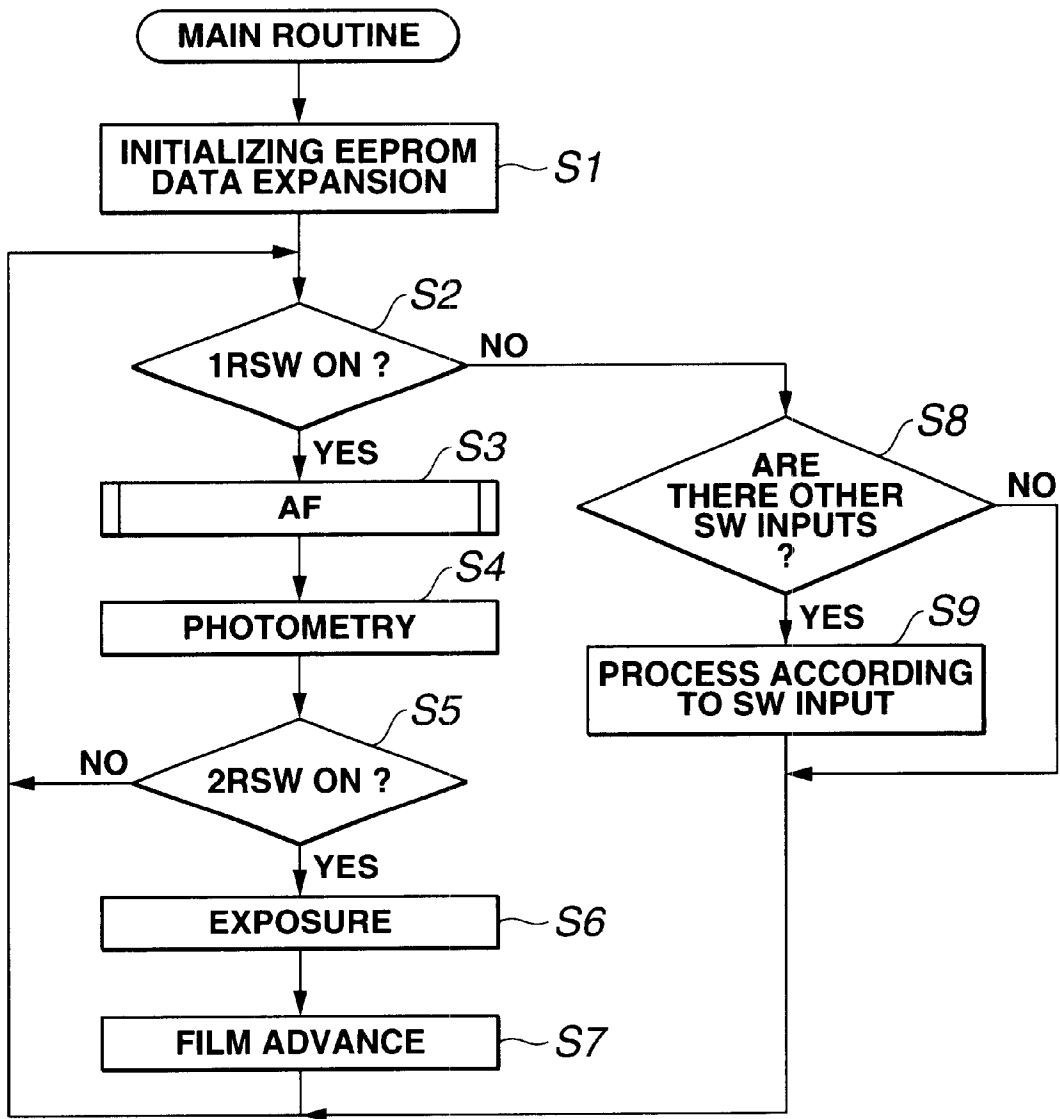 MAIN ROUTINE
INITIALIZING EEPROM
DATA EXPANSION
S1
S2
1RSW ON ?
NO
YES
S3
AF
S4
PHOTOMETRY
S5
2RSW ON ?
NO
YES
EXPOSURE
S6
FILM ADVANCE
S7
S8
ARE
THERE OTHER
SW INPUTS
?
NO
YES
S9
PROCESS ACCORDING
TO SW INPUT